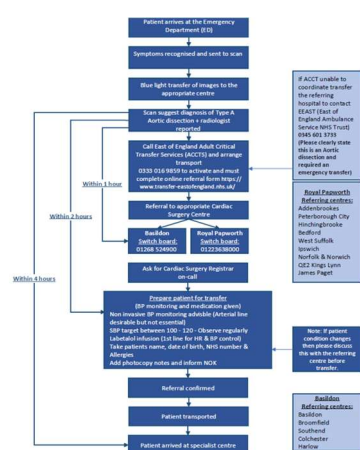 Patient arrives at the Emergency
Department (ED)
Symptoms recognised and sent to scan
Blue light transfer of images to the
appropriate centre
Scan suggest diagnosis of Type A
Aortic dissection + radiologist
reported
Call East of England Adult Critical
Transfer Services (ACCTS) and arrange
transport
0333 016 9859 to activate and must
complete online referral form https://
www.transfer-eastofengland.nhs.uk/
Within 1 hour
Within 2 hours
Within 4 hours
Referral to appropriate Cardiac
Surgery Centre
Basildon
Switch board:
01268 524900
Royal Papworth
Switch board:
01223638000
Ask for Cardiac Surgery Registrar
on-call
Prepare patient for transfer
(BP monitoring and medication given)
Non invasive BP monitoring advisble (Arterial line
desirable but not essential)
SBP target between 100 - 120 - Observe regularly
Labetalol infusion (1st line for HR & BP control)
Take patients name, date of birth, NHS number &
Allergies
Add photocopy notes and inform NOK
Referral confirmed
Patient transported
Patient arrived at specialist centre
If ACCT unable to
coordinate transfer
the referring
hospital to contact
EEAST (East of
England Ambulance
Service NHS Trust)
0345 601 3733
(Please clearly state
this is an Aortic
dissection and
required an
emergency transfer)
Royal Papworth
Referring centres:
Addenbrookes
Peterborough City
Hinchingbrooke
Bedford
West Suffolk
Ipswich
Norfolk & Norwich
QE2 Kings Lynn
James Paget
Note: If patient
condition changes
then please discuss
this with the referring
centre before
transfer.
Basildon
Referring centres:
Basildon
Broomfield
Southend
Colchester
Harlow